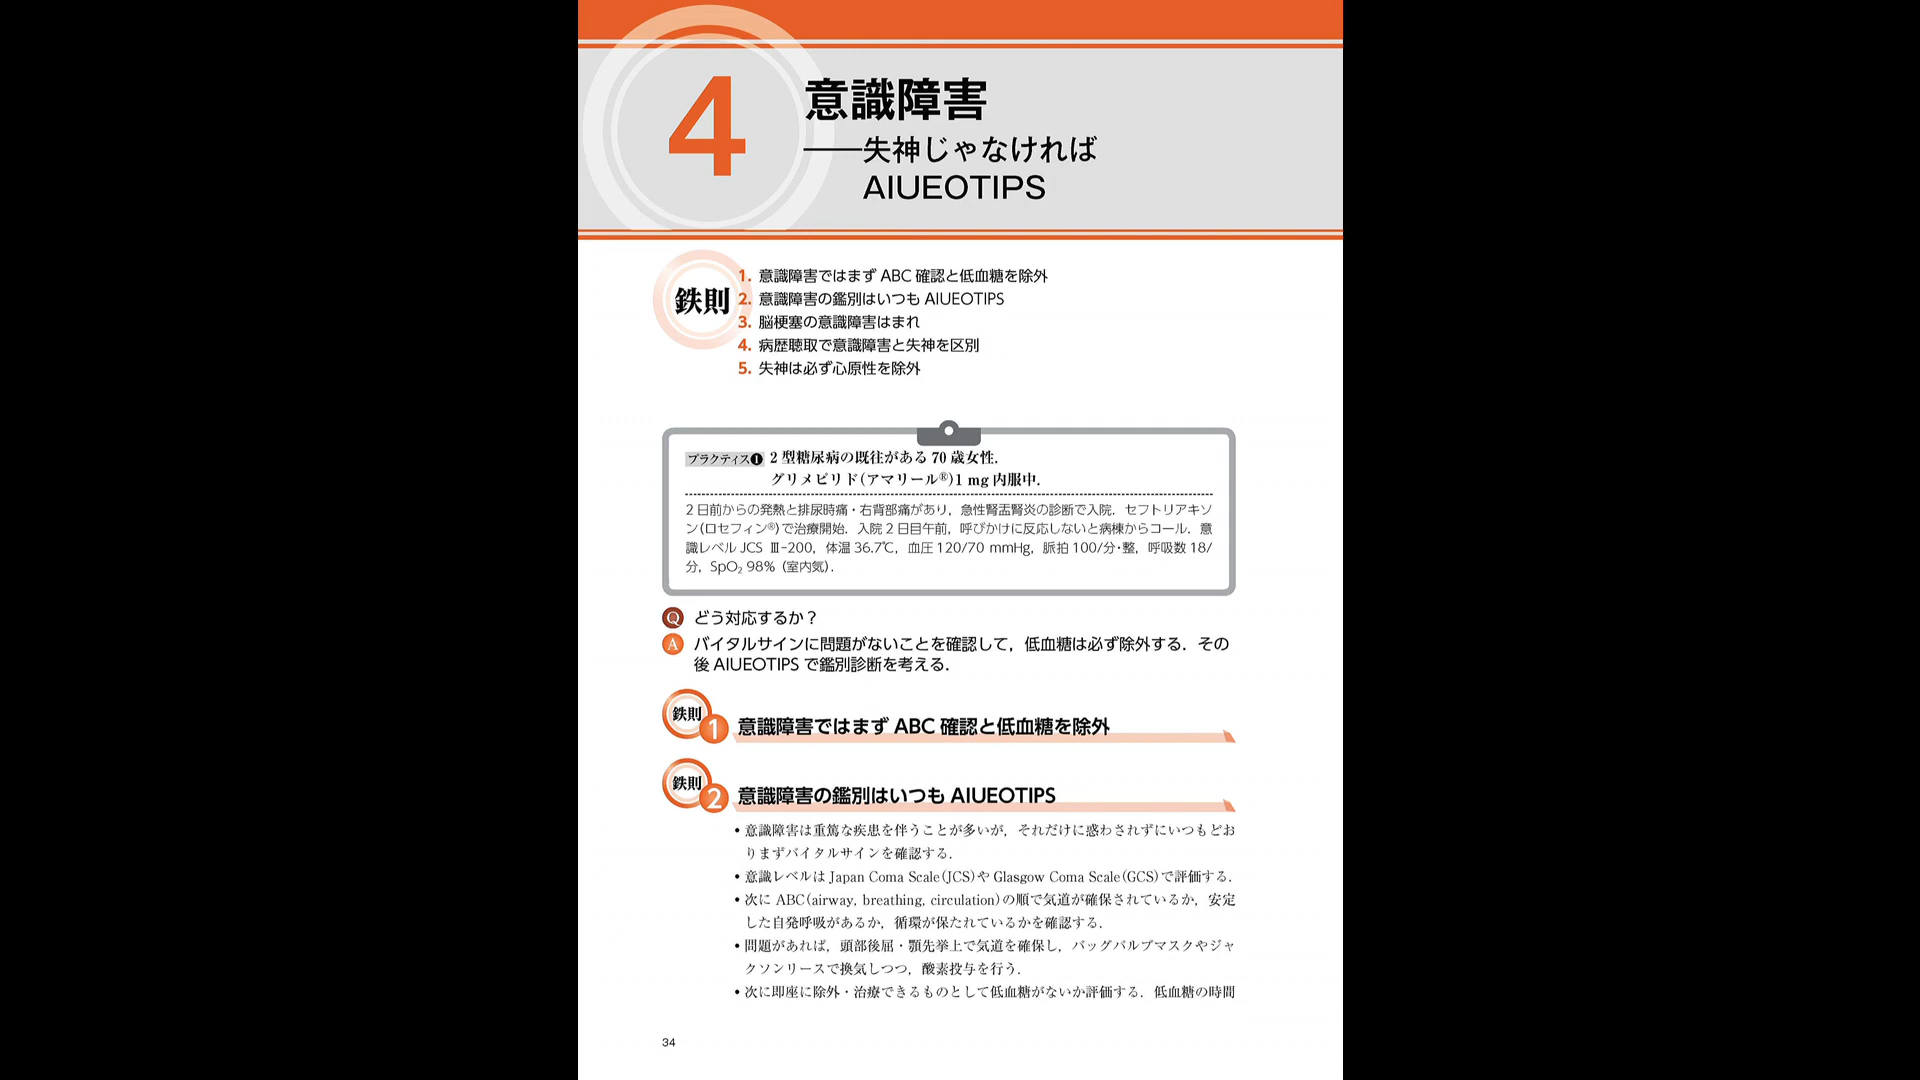 4
意識障害
——失神じゃなければ
AIUEOTIPS
鉄則
1. 意識障害ではまず ABC 確認と低血糖を除外
2. 意識障害の鑑別はいつも AIUEOTIPS
3. 脳梗塞の意識障害はまれ
4. 病歴聴取で意識障害と失神を区別
5. 失神は必ず心原性を除外
プラクティス❶ 2 型糖尿病の既往がある 70 歳女性.
グリメピリド(アマリール®)1 mg 内服中.
2 日前からの発熱と排尿時痛・右背部痛があり，急性腎盂腎炎の診断で入院．セフトリアキソ
ン(ロセフィン®)で治療開始．入院 2 日目午前，呼びかけに反応しないと病棟からコール．意
識レベル JCS Ⅲ-200，体温 36.7℃，血圧 120/70 mmHg，脈拍 100/分・整，呼吸数 18/
分，SpO₂ 98%（室内気）．
Q どう対応するか？
A バイタルサインに問題がないことを確認して，低血糖は必ず除外する．その
後 AIUEOTIPS で鑑別診断を考える．
鉄則 1 意識障害ではまず ABC 確認と低血糖を除外
鉄則 2 意識障害の鑑別はいつも AIUEOTIPS
• 意識障害は重篤な疾患を伴うことが多いが，それだけに惑わされずにいつもどお
りまずバイタルサインを確認する．
• 意識レベルは Japan Coma Scale(JCS)や Glasgow Coma Scale(GCS)で評価する．
• 次に ABC(airway, breathing, circulation)の順で気道が確保されているか，安定
した自発呼吸があるか，循環が保たれているかを確認する．
• 問題があれば，頭部後屈・顎先挙上で気道を確保し，バッグバルブマスクやジャ
クソンリースで換気しつつ，酸素投与を行う．
• 次に即座に除外・治療できるものとして低血糖がないか評価する．低血糖の時間
34